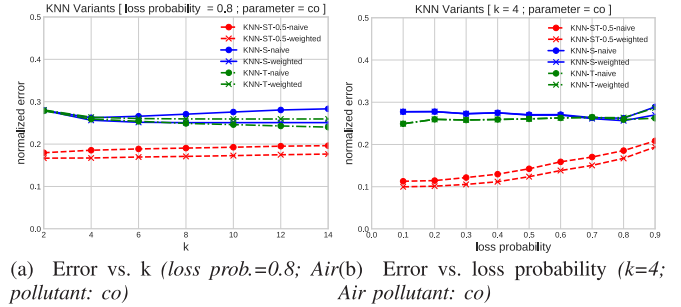 KNN Variants [ loss probability = 0.8 ; parameter = co]
KNN-ST-0.5-naive
KNN-ST-0.5-weighted
KNN-S-naive
KNN-S-weighted
KNN-T-naive
KNN-T-weighted
normalized error
0.5
0.4
0.3
0.2
0.1
0.0
2 4 6 8 10 12 14
k
KNN Variants [ k = 4 ; parameter = co]
KNN-ST-0.5-naive
KNN-ST-0.5-weighted
KNN-S-naive
KNN-S-weighted
KNN-T-naive
KNN-T-weighted
normalized error
0.5
0.4
0.3
0.2
0.1
0.0
0.0 0.1 0.2 0.3 0.4 0.5 0.6 0.7 0.8 0.9
loss probability
(a) Error vs. k (loss prob.=0.8; Air
pollutant: co)
(b) Error vs. loss probability (k=4;
Air pollutant: co)